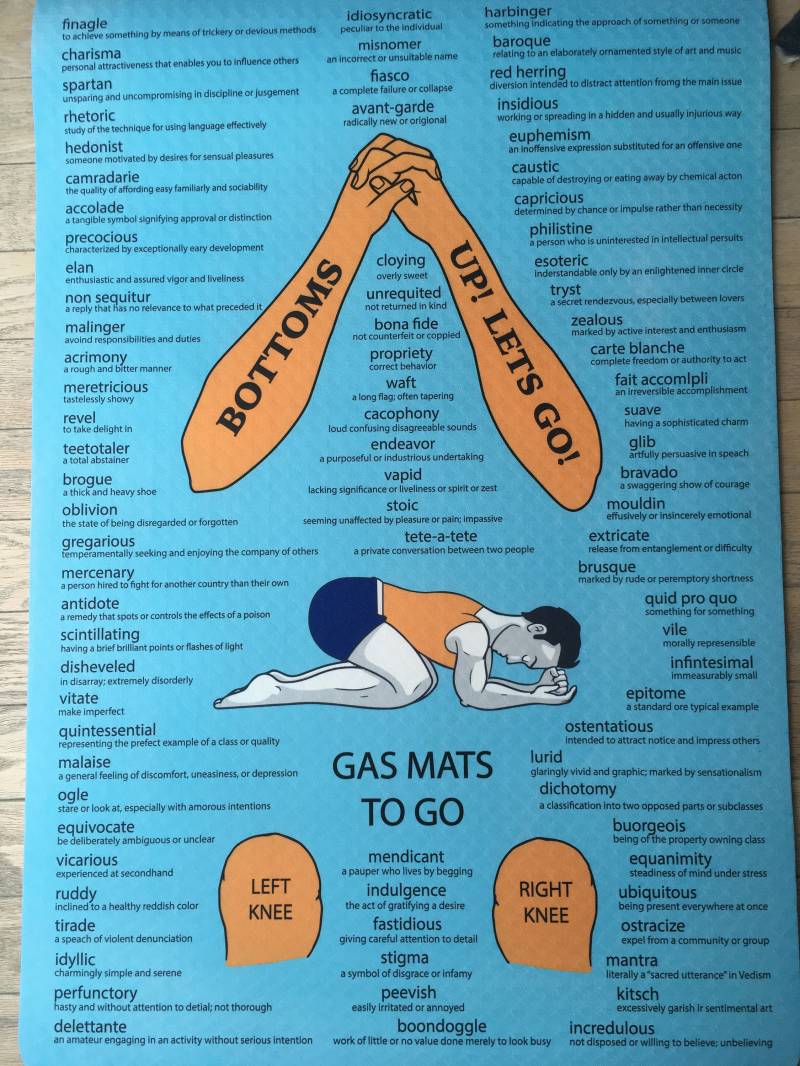 finagle
to achieve something by means of trickery or devious methods
charisma
personal attractiveness that enables you to influence others
spartan
unsparing and uncompromising in discipline or jusgement
rhetoric
study of the technique for using language effectively
hedonist
someone motivated by desires for sensual pleasures
camradarie
the quality of affording easy familiarly and sociability
accolade
a tangible symbol signifying approval or distinction
precocious
characterized by exceptionally eary development
elan
enthusiastic and assured vigor and liveliness
non sequitur
a reply that has no relevance to what preceded it
malinger
avoind responsibilities and duties
acrimony
a rough and bitter manner
meretricious
tastelessly showy
revel
to take delight in
teetotaler
a total abstainer
brogue
a thick and heavy shoe
oblivion
the state of being disregarded or forgotten
gregarious
temperamentally seeking and enjoying the company of others
mercenary
a person hired to fight for another country than their own
antidote
a remedy that spots or controls the effects of a poison
scintillating
having a brief brilliant points or flashes of light
disheveled
in disarray; extremely disorderly
vitate
make imperfect
quintessential
representing the prefect example of a class or quality
malaise
a general feeling of discomfort, uneasiness, or depression
ogle
stare or look at, especially with amorous intentions
equivocate
be deliberately ambiguous or unclear
vicarious
experienced at secondhand
ruddy
inclined to a healthy reddish color
tirade
a speach of violent denunciation
idyllic
charmingly simple and serene
perfunctory
hasty and without attention to detial; not thorough
delettante
an amateur engaging in an activity without serious intention
idiosyncratic
peculiar to the individual
misnomer
an incorrect or unsuitable name
fiasco
a complete failure or collapse
avant-garde
radically new or origional
BOTTOMS
UP! LETS GO!
cloying
overly sweet
unrequited
not returned in kind
bona fide
not counterfeit or coppied
propriety
correct behavior
waft
a long flag; often tapering
cacophony
loud confusing disagreeable sounds
endeavor
a purposeful or industrious undertaking
vapid
lacking significance or liveliness or spirit or zest
stoic
seeming unaffected by pleasure or pain; impassive
tete-a-tete
a private conversation between two people
GAS MATS
TO GO
LEFT
KNEE
mendicant
a pauper who lives by begging
indulgence
the act of gratifying a desire
fastidious
giving careful attention to detail
stigma
a symbol of disgrace or infamy
peevish
easily irritated or annoyed
boondoggle
work of little or no value done merely to look busy
RIGHT
KNEE
harbinger
something indicating the approach of something or someone
baroque
relating to an elaborately ornamented style of art and music
red herring
diversion intended to distract attention fromg the main issue
insidious
working or spreading in a hidden and usually injurious way
euphemism
an inoffensive expression substituted for an offensive one
caustic
capable of destroying or eating away by chemical acton
capricious
determined by chance or impulse rather than necessity
philistine
a person who is uninterested in intellectual persuits
esoteric
inderstandable only by an enlightened inner circle
tryst
a secret rendezvous, especially between lovers
zealous
marked by active interest and enthusiasm
carte blanche
complete freedom or authority to act
fait accomlpli
an irreversible accomplishment
suave
having a sophisticated charm
glib
artfully persuasive in speach
bravado
a swaggering show of courage
mouldin
effusively or insincerely emotional
extricate
release from entanglement or difficulty
brusque
marked by rude or peremptory shortness
quid pro quo
something for something
vile
morally represensible
infintesimal
immeasurably small
epitome
a standard ore typical example
ostentatious
intended to attract notice and impress others
lurid
glaringly vivid and graphic; marked by sensationalism
dichotomy
a classification into two opposed parts or subclasses
buorgeois
being of the property owning class
equanimity
steadiness of mind under stress
ubiquitous
being present everywhere at once
ostracize
expel from a community or group
mantra
literally a "sacred utterance" in Vedism
kitsch
excessively garish ir sentimental art
incredulous
not disposed or willing to believe; unbelieving